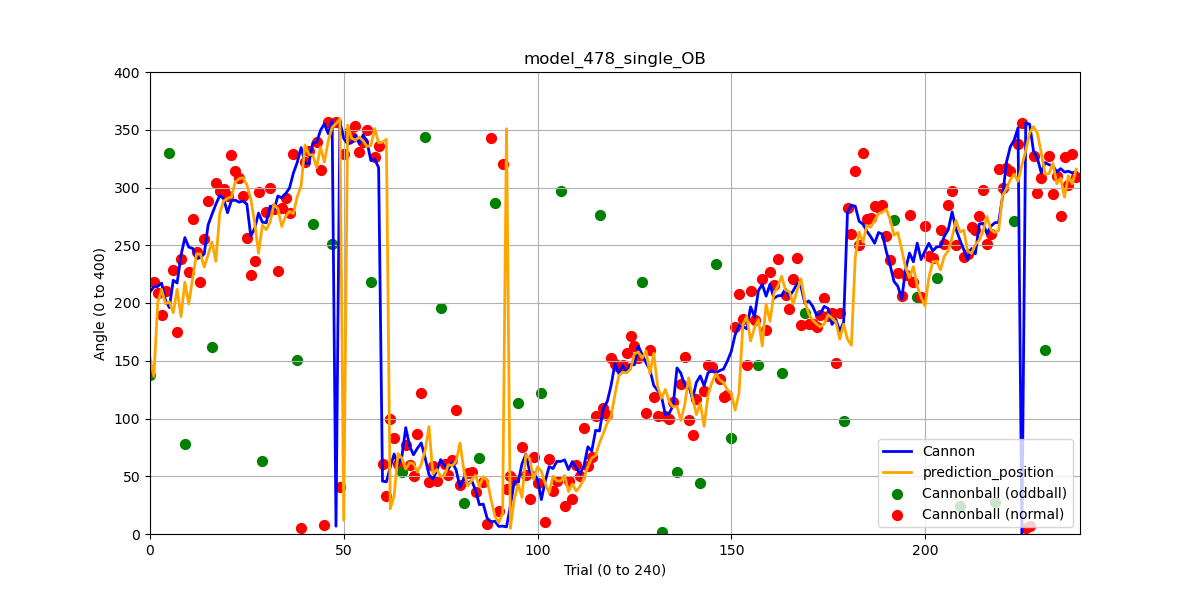 model_478_single_OB
400
350
300
250
200
150
100
50
0
Angle (0 to 400)
0
50
100
150
200
Trial (0 to 240)
Cannon
prediction_position
Cannonball (oddball)
Cannonball (normal)